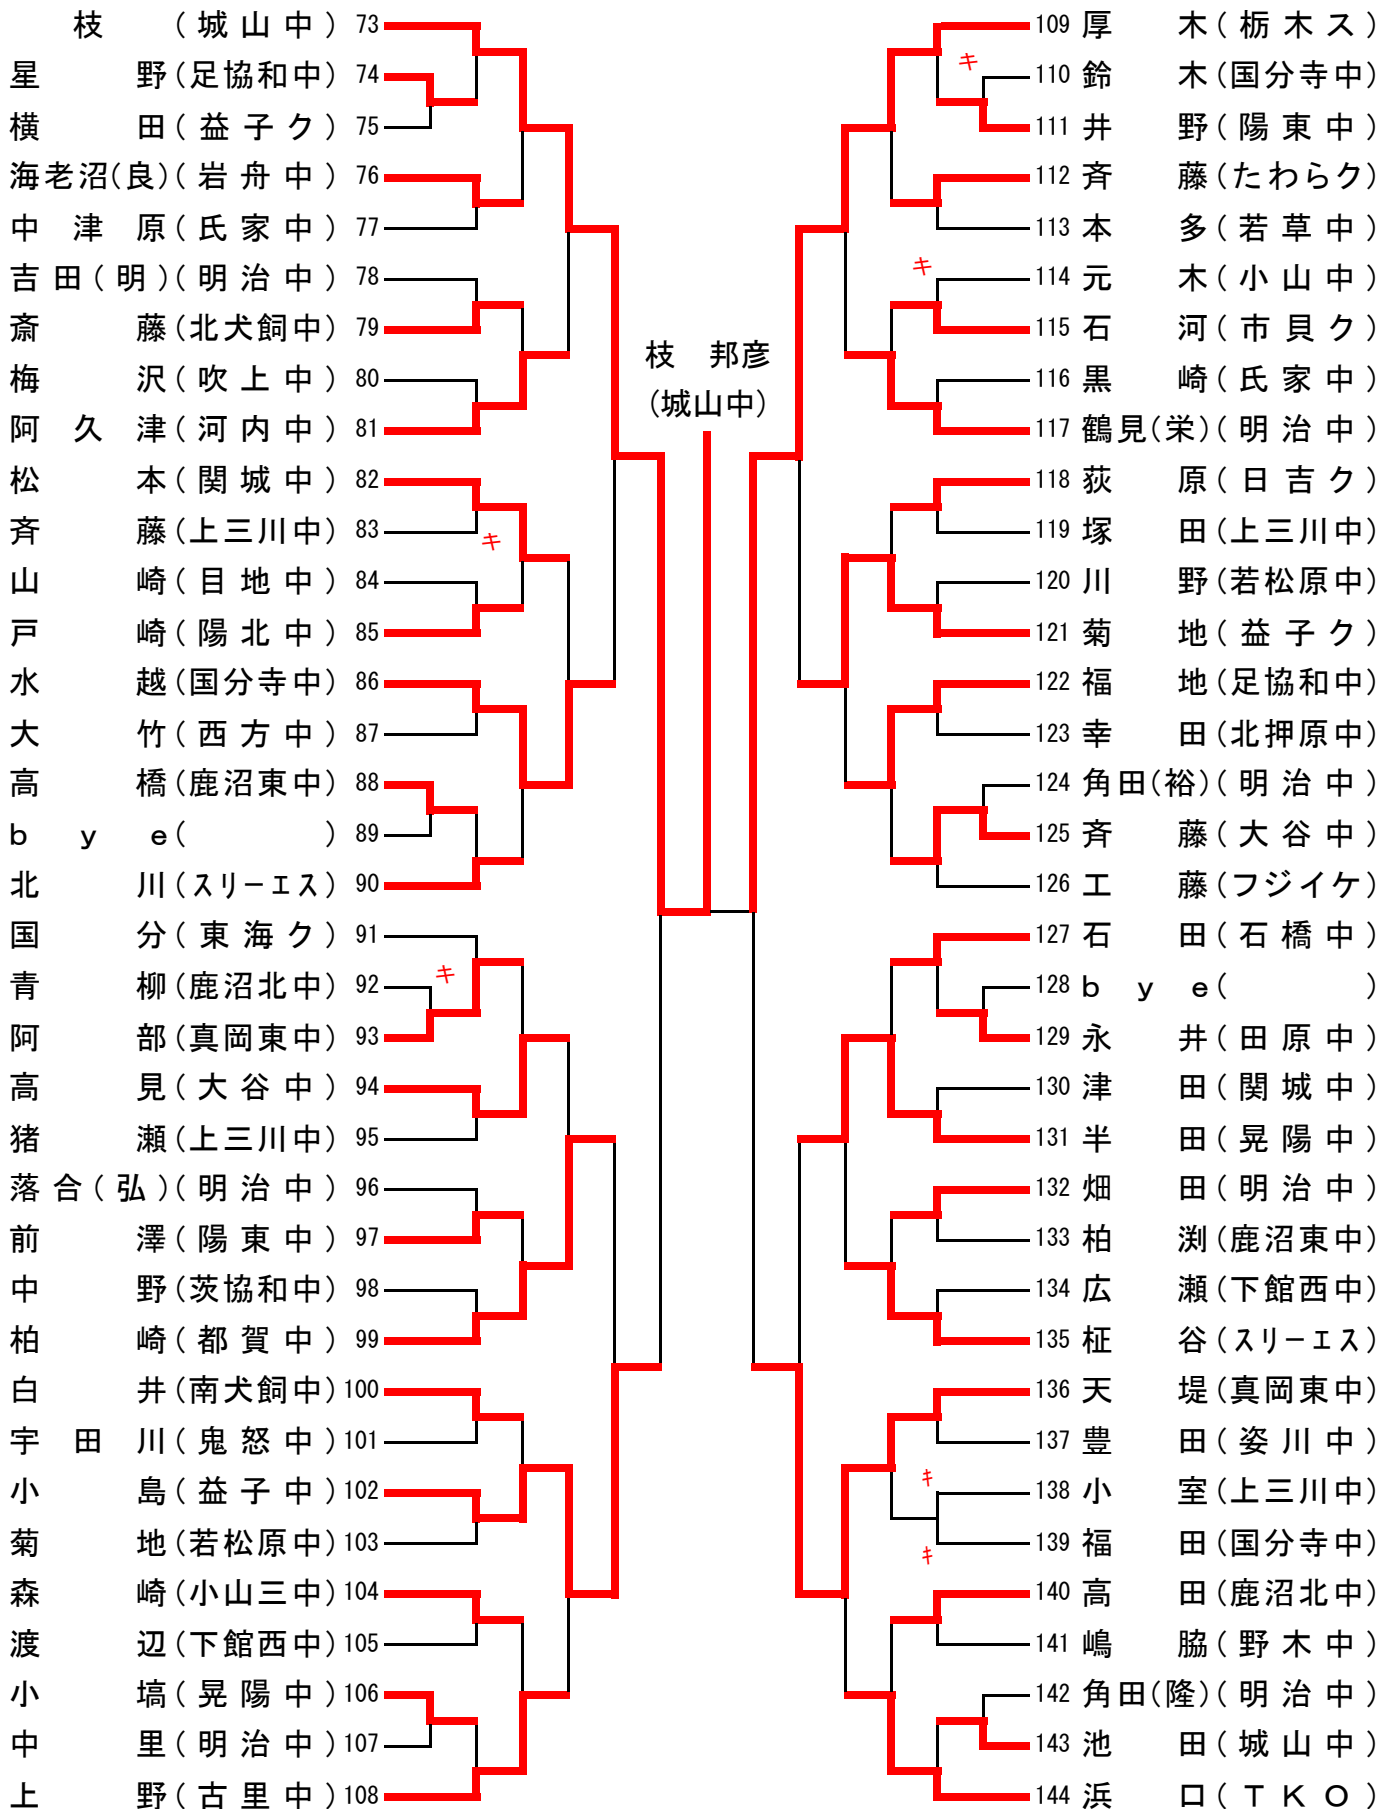 枝 (城山中) 73
星野(足協和中) 74
横田(益子ク) 75
海老沼(良)(岩舟中) 76
中津原(氏家中) 77
吉田(明)(明治中) 78
斎藤(北犬飼中) 79
梅沢(吹上中) 80
阿久津(河内中) 81
松本(関城中) 82
斉藤(上三川中) 83
キ
山崎(目地中) 84
戸崎(陽北中) 85
水越(国分寺中) 86
大竹(西方中) 87
高橋(鹿沼東中) 88
bye( ) 89
北川(スリーエス) 90
国分(東海ク) 91
キ
青柳(鹿沼北中) 92
阿部(真岡東中) 93
高見(大谷中) 94
猪瀬(上三川中) 95
落合(弘)(明治中) 96
前澤(陽東中) 97
中野(茨協和中) 98
柏崎(都賀中) 99
白井(南犬飼中) 100
宇田川(鬼怒中) 101
小島(益子中) 102
菊地(若松原中) 103
森崎(小山三中) 104
渡辺(下館西中) 105
小塙(晃陽中) 106
中里(明治中) 107
上野(古里中) 108
枝 邦彦
(城山中)
109 厚木(栃木ス)
キ
110 鈴木(国分寺中)
111 井野(陽東中)
112 斉藤(たわらク)
113 本多(若草中)
キ
114 元木(小山中)
115 石河(市貝ク)
116 黒崎(氏家中)
117 鶴見(栄)(明治中)
118 荻原(日吉ク)
119 塚田(上三川中)
120 川野(若松原中)
121 菊地(益子ク)
122 福地(足協和中)
123 幸田(北押原中)
124 角田(裕)(明治中)
125 斉藤(大谷中)
126 工藤(フジイケ)
127 石田(石橋中)
128 bye( )
129 永井(田原中)
130 津田(関城中)
131 半田(晃陽中)
132 畑田(明治中)
133 柏渕(鹿沼東中)
134 広瀬(下館西中)
135 柾谷(スリーエス)
136 天堤(真岡東中)
137 豊田(姿川中)
キ
138 小室(上三川中)
139 福田(国分寺中)
キ
140 高田(鹿沼北中)
141 嶋脇(野木中)
142 角田(隆)(明治中)
143 池田(城山中)
144 浜口(TKO)